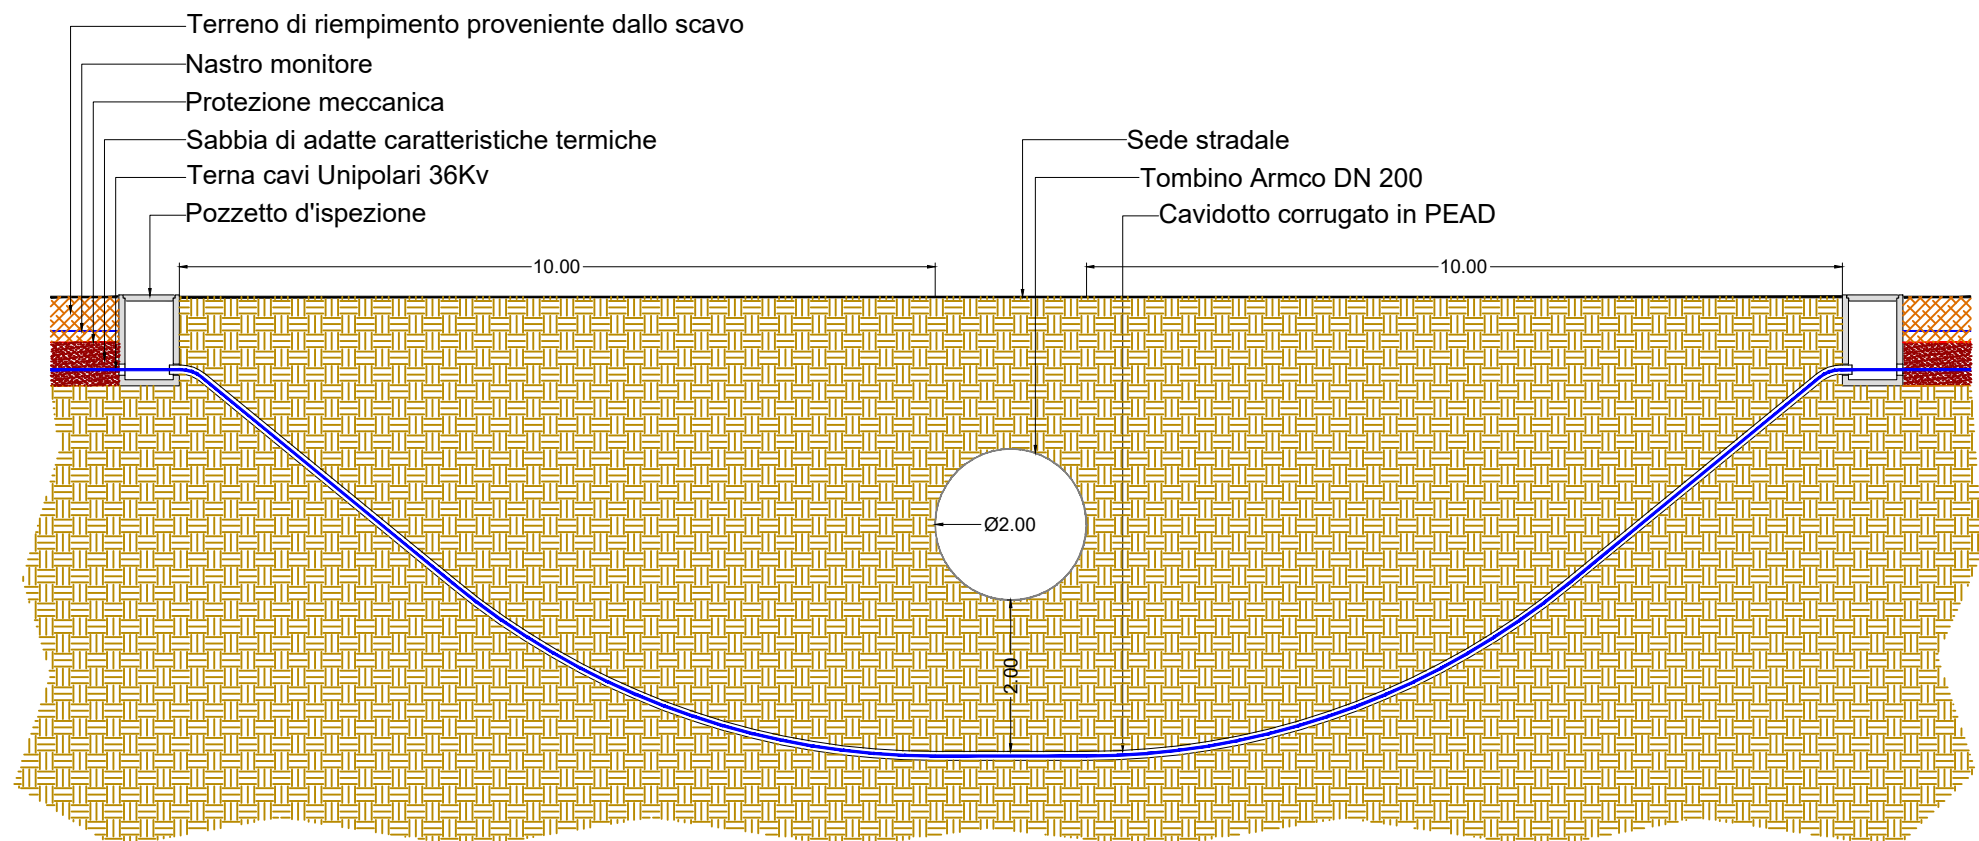 Terreno di riempimento proveniente dallo scavo
Nastro monitore
Protezione meccanica
Sabbia di adatte caratteristiche termiche
Terna cavi Unipolari 36Kv
Pozzetto d'ispezione
Sede stradale
Tombino Armco DN 200
Cavidotto corrugato in PEAD
10.00
10.00
Ø2.00
2.00